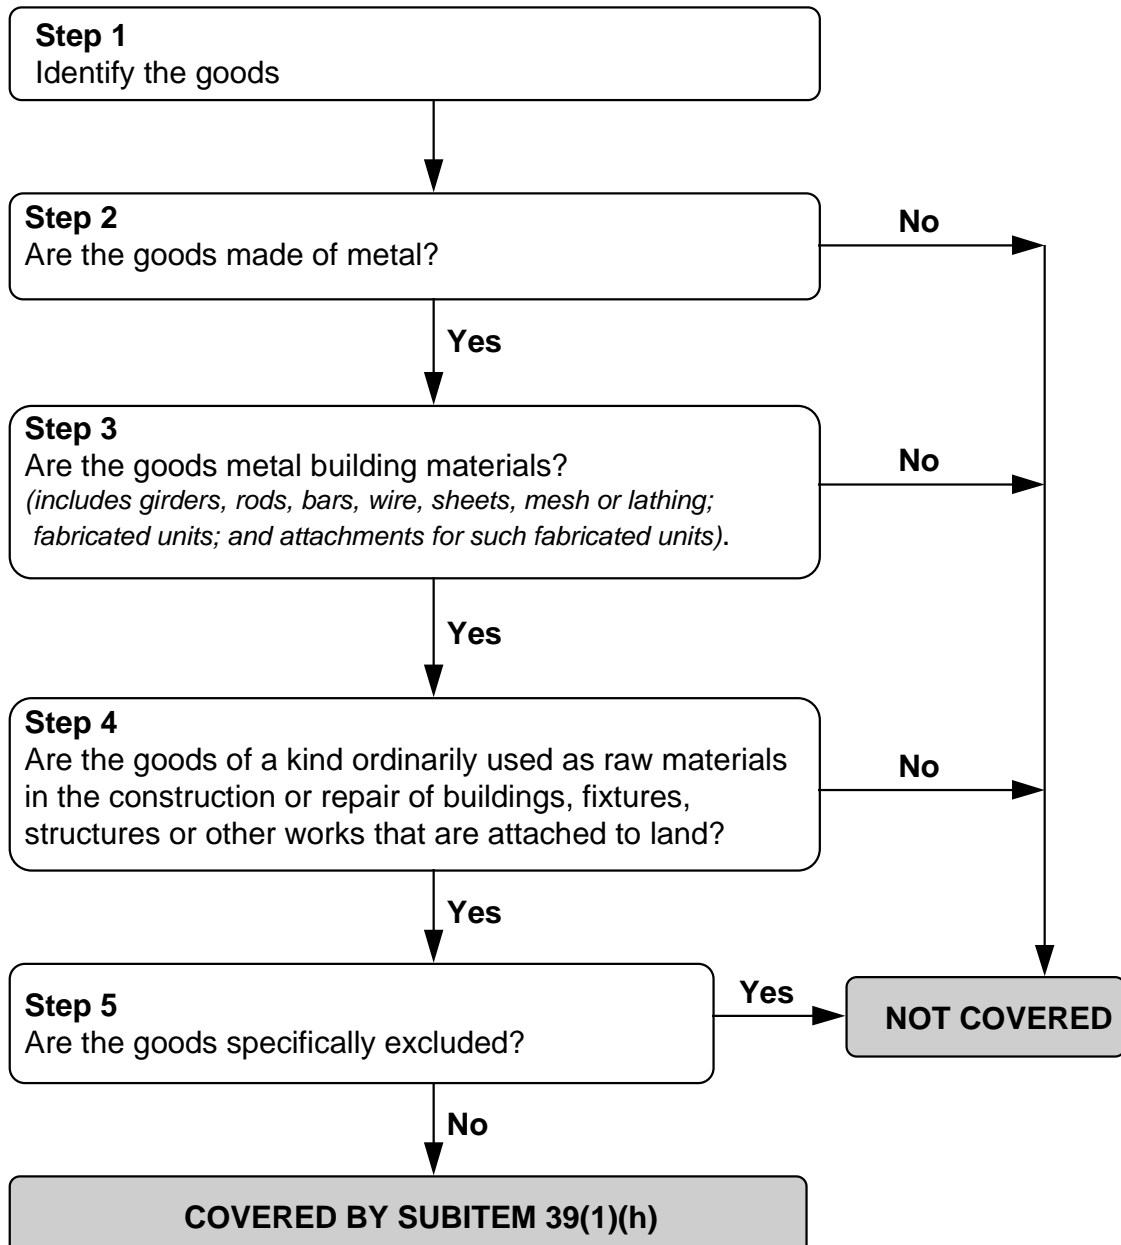 Step 1
Identify the goods
Step 2
Are the goods made of metal?
No
Yes
Step 3
Are the goods metal building materials?
(includes girders, rods, bars, wire, sheets, mesh or lathing;
fabricated units; and attachments for such fabricated units).
No
Yes
Step 4
Are the goods of a kind ordinarily used as raw materials
in the construction or repair of buildings, fixtures,
structures or other works that are attached to land?
No
Yes
Step 5
Are the goods specifically excluded?
Yes
NOT COVERED
No
COVERED BY SUBITEM 39(1)(h)